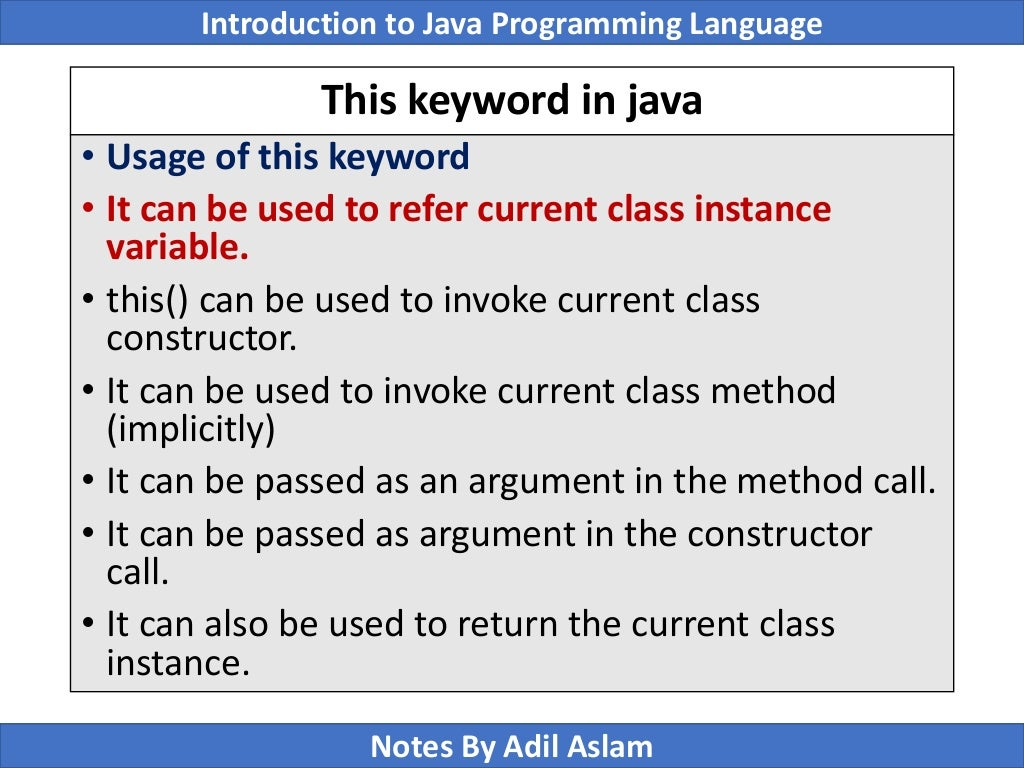 Introduction to Java Programming Language
This keyword in java
• Usage of this keyword
• It can be used to refer current class instance
variable.
• this() can be used to invoke current class
constructor.
• It can be used to invoke current class method
(implicitly)
• It can be passed as an argument in the method call.
• It can be passed as argument in the constructor
call.
• It can also be used to return the current class
instance.
Notes By Adil Aslam